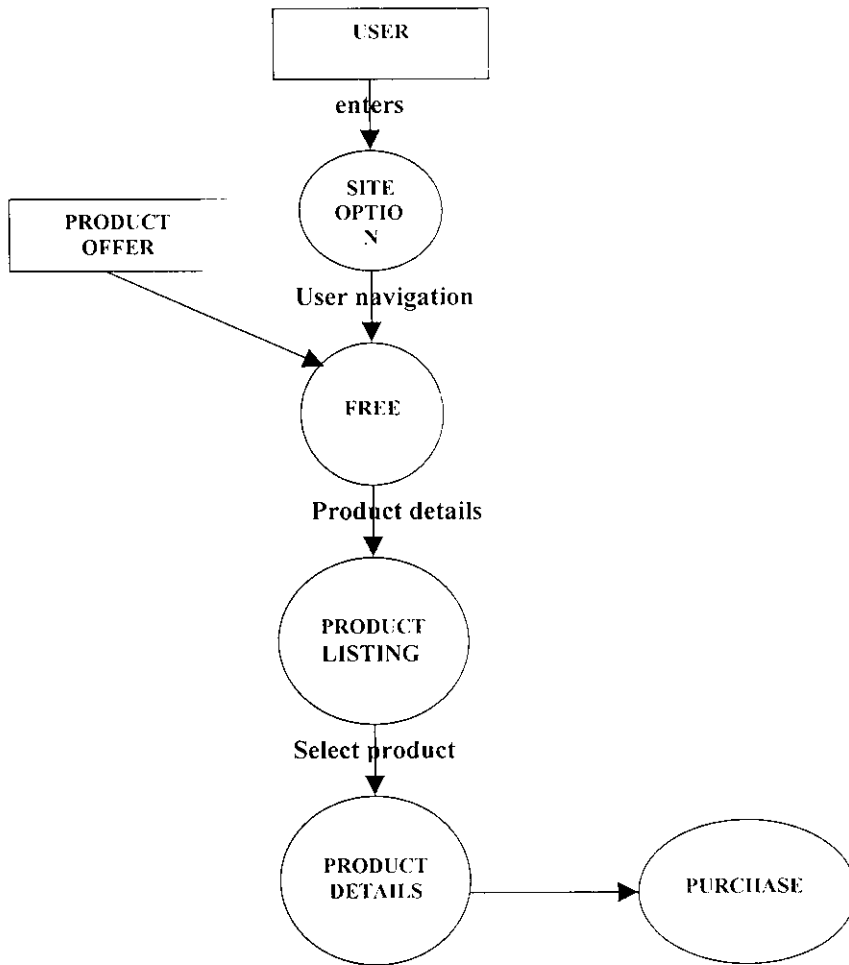 USER
enters
SITE
OPTIO
N
PRODUCT
OFFER
User navigation
FREE
Product details
PRODUCT
LISTING
Select product
PRODUCT
DETAILS
PURCHASE